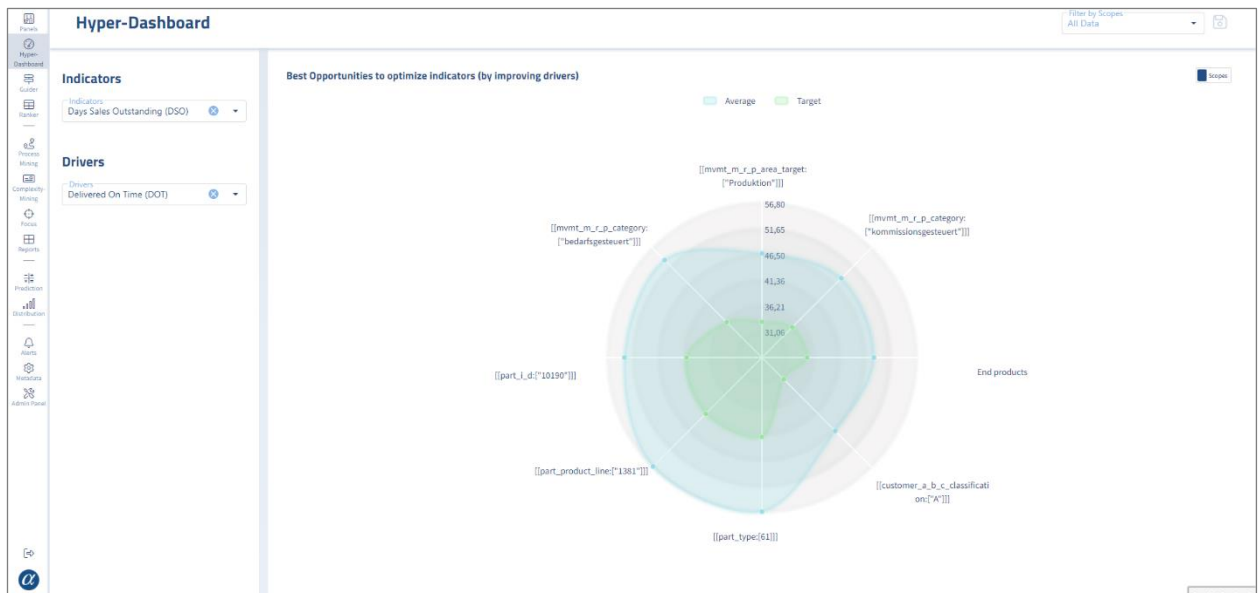 Hyper-Dashboard
Filter by Scopes
All Data
Panels
Hyper-
Dashboard
Guider
Ranker
Process
Mining
Complexity
Mining
Focus
Reports
Prediction
Distribution
Alerts
Metadata
Admin Panel
α
Indicators
Indicators
Days Sales Outstanding (DSO)
Drivers
Drivers
Delivered On Time (DOT)
Best Opportunities to optimize indicators (by improving drivers)
Scopes
Average
Target
[[mvmt_m_r_p_area_target:
["Produktion"]]]
56,80
51,65
46,50
41,36
36,21
31,06
[[mvmt_m_r_p_category:
["kommissionsgesteuert"]]]
End products
[[customer_a_b_c_classificati
on:["A"]]]
[[part_type:[61]]]
[[part_product_line:["1381"]]]
[[part_i_d:["10190"]]]
[[mvmt_m_r_p_category:
["bedarfsgesteuert"]]]